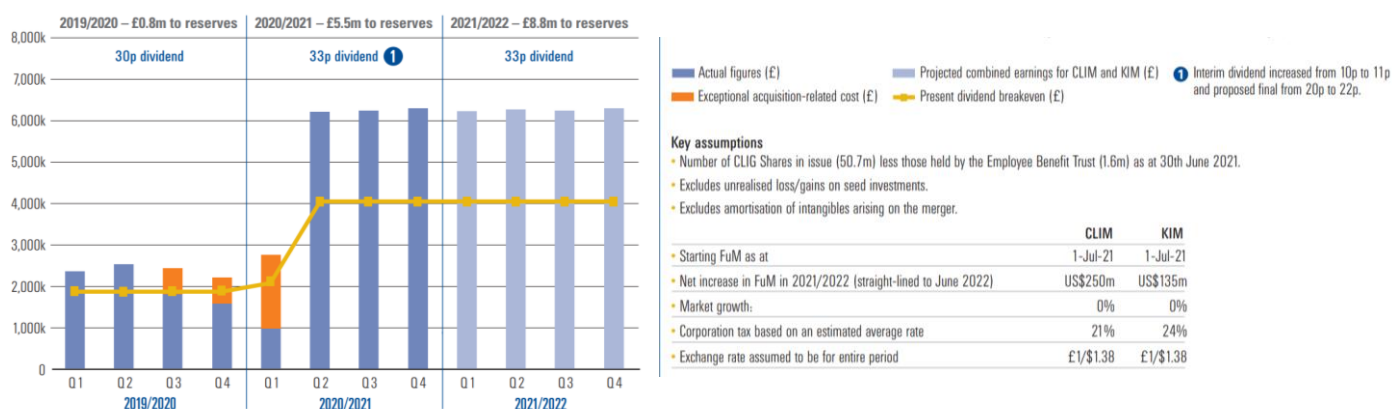 2019/2020 – £0.8m to reserves
2020/2021 – £5.5m to reserves
2021/2022 – £8.8m to reserves
8,000k
30p dividend
33p dividend 1
33p dividend
7,000k
6,000k
5,000k
4,000k
3,000k
2,000k
1,000k
0
Q1 Q2 Q3 Q4 Q1 Q2 Q3 Q4 Q1 Q2 Q3 Q4
2019/2020 2020/2021 2021/2022
Actual figures (£)
Projected combined earnings for CLIM and KIM (£)
1 Interim dividend increased from 10p to 11p
and proposed final from 20p to 22p.
Exceptional acquisition-related cost (£)
Present dividend breakeven (£)
Key assumptions
• Number of CLIG Shares in issue (50.7m) less those held by the Employee Benefit Trust (1.6m) as at 30th June 2021.
• Excludes unrealised loss/gains on seed investments.
• Excludes amortisation of intangibles arising on the merger.
CLIM KIM
• Starting FuM as at 1-Jul-21 1-Jul-21
• Net increase in FuM in 2021/2022 (straight-lined to June 2022) US$250m US$135m
• Market growth: 0% 0%
• Corporation tax based on an estimated average rate 21% 24%
• Exchange rate assumed to be for entire period £1/$1.38 £1/$1.38